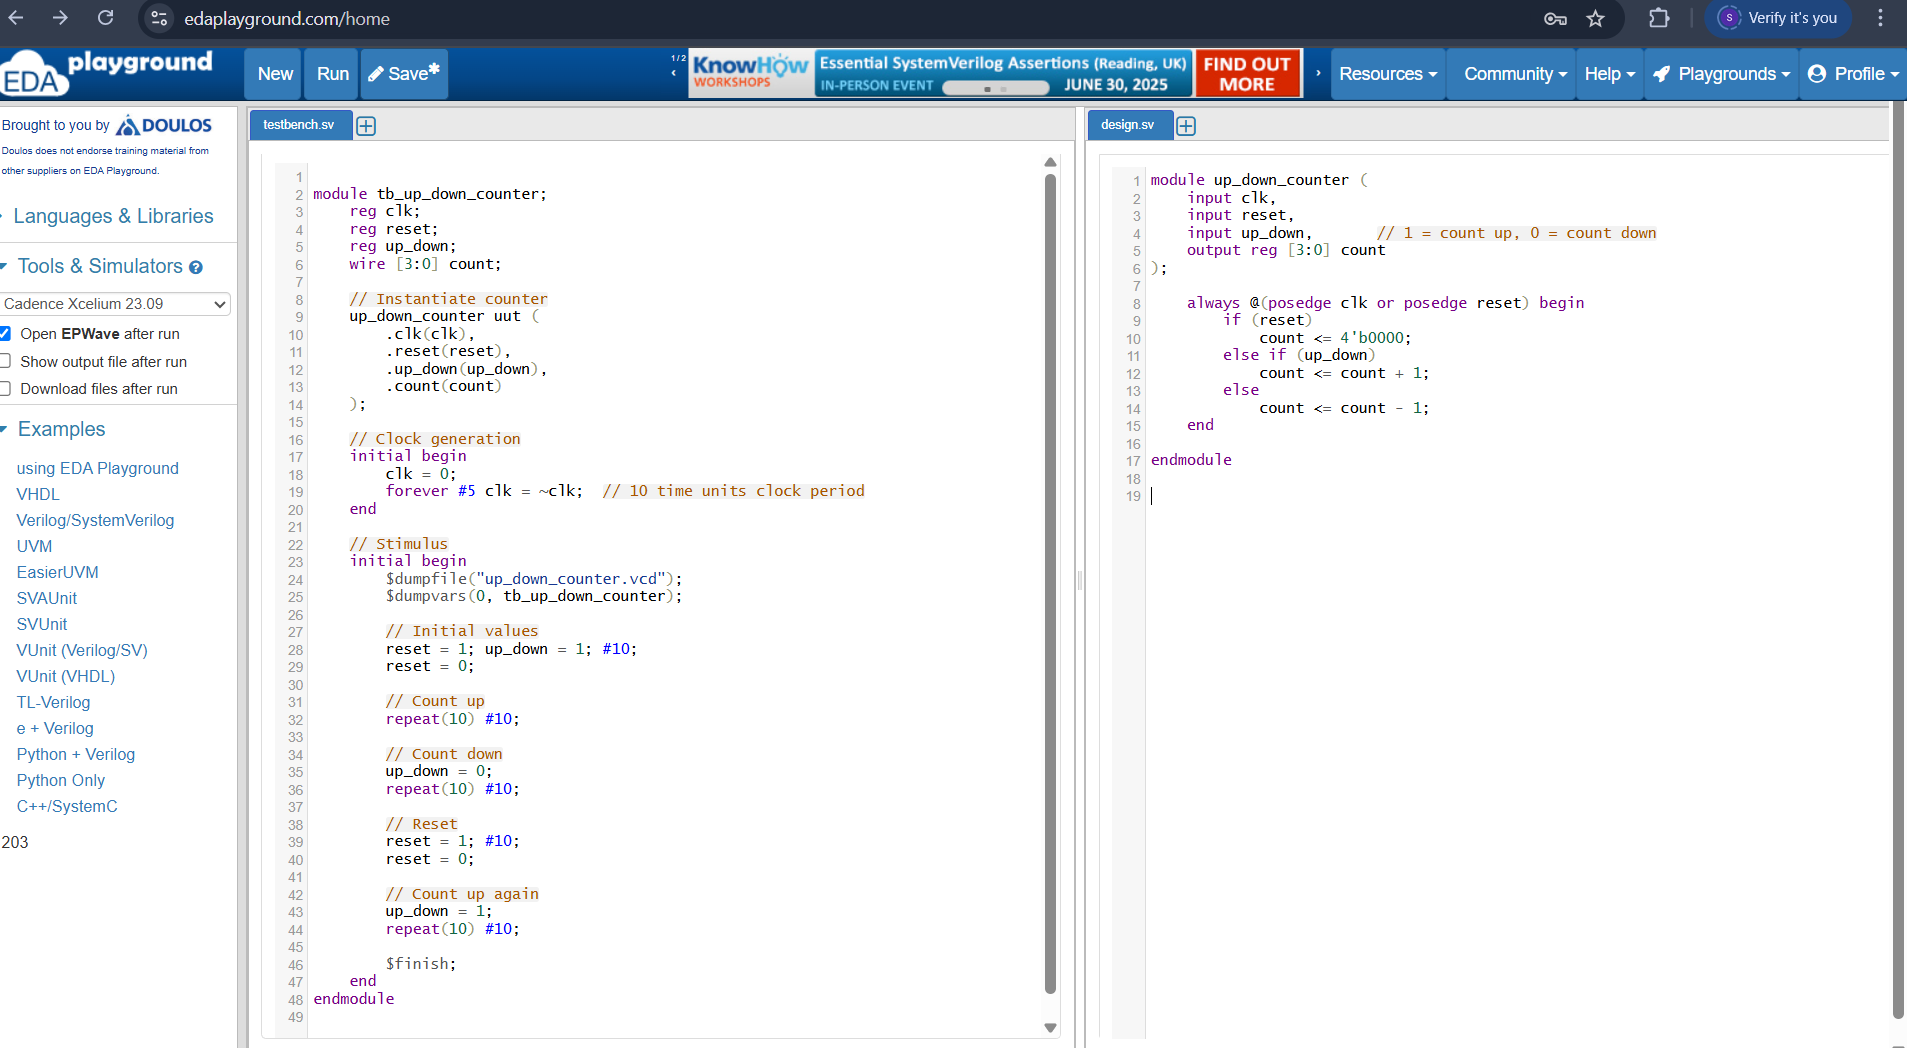 edaplayground.com/home
Verify it's you
EDA playground
New
Run
Save*
1/2
KnowHow
WORKSHOPS
Essential SystemVerilog Assertions (Reading, UK)
IN-PERSON EVENT
JUNE 30, 2025
FIND OUT
MORE
Resources
Community
Help
Playgrounds
Profile
Brought to you by DOULOS
Doulos does not endorse training material from
other suppliers on EDA Playground.
Languages & Libraries
Tools & Simulators
Cadence Xcelium 23.09
Open EPWave after run
Show output file after run
Download files after run
Examples
using EDA Playground
VHDL
Verilog/SystemVerilog
UVM
EasierUVM
SVAUnit
SVUnit
VUnit (Verilog/SV)
VUnit (VHDL)
TL-Verilog
e + Verilog
Python + Verilog
Python Only
C++/SystemC
203
testbench.sv
1
2 module tb_up_down_counter;
3     reg clk;
4     reg reset;
5     reg up_down;
6     wire [3:0] count;
7
8     // Instantiate counter
9     up_down_counter uut (
10         .clk(clk),
11         .reset(reset),
12         .up_down(up_down),
13         .count(count)
14     );
15
16     // Clock generation
17     initial begin
18         clk = 0;
19         forever #5 clk = ~clk;  // 10 time units clock period
20     end
21
22     // Stimulus
23     initial begin
24         $dumpfile("up_down_counter.vcd");
25         $dumpvars(0, tb_up_down_counter);
26
27         // Initial values
28         reset = 1; up_down = 1; #10;
29         reset = 0;
30
31         // Count up
32         repeat(10) #10;
33
34         // Count down
35         up_down = 0;
36         repeat(10) #10;
37
38         // Reset
39         reset = 1; #10;
40         reset = 0;
41
42         // Count up again
43         up_down = 1;
44         repeat(10) #10;
45
46         $finish;
47     end
48 endmodule
49
design.sv
1 module up_down_counter (
2     input clk,
3     input reset,
4     input up_down,       // 1 = count up, 0 = count down
5     output reg [3:0] count
6 );
7
8     always @(posedge clk or posedge reset) begin
9         if (reset)
10             count <= 4'b0000;
11         else if (up_down)
12             count <= count + 1;
13         else
14             count <= count - 1;
15     end
16
17 endmodule
18
19